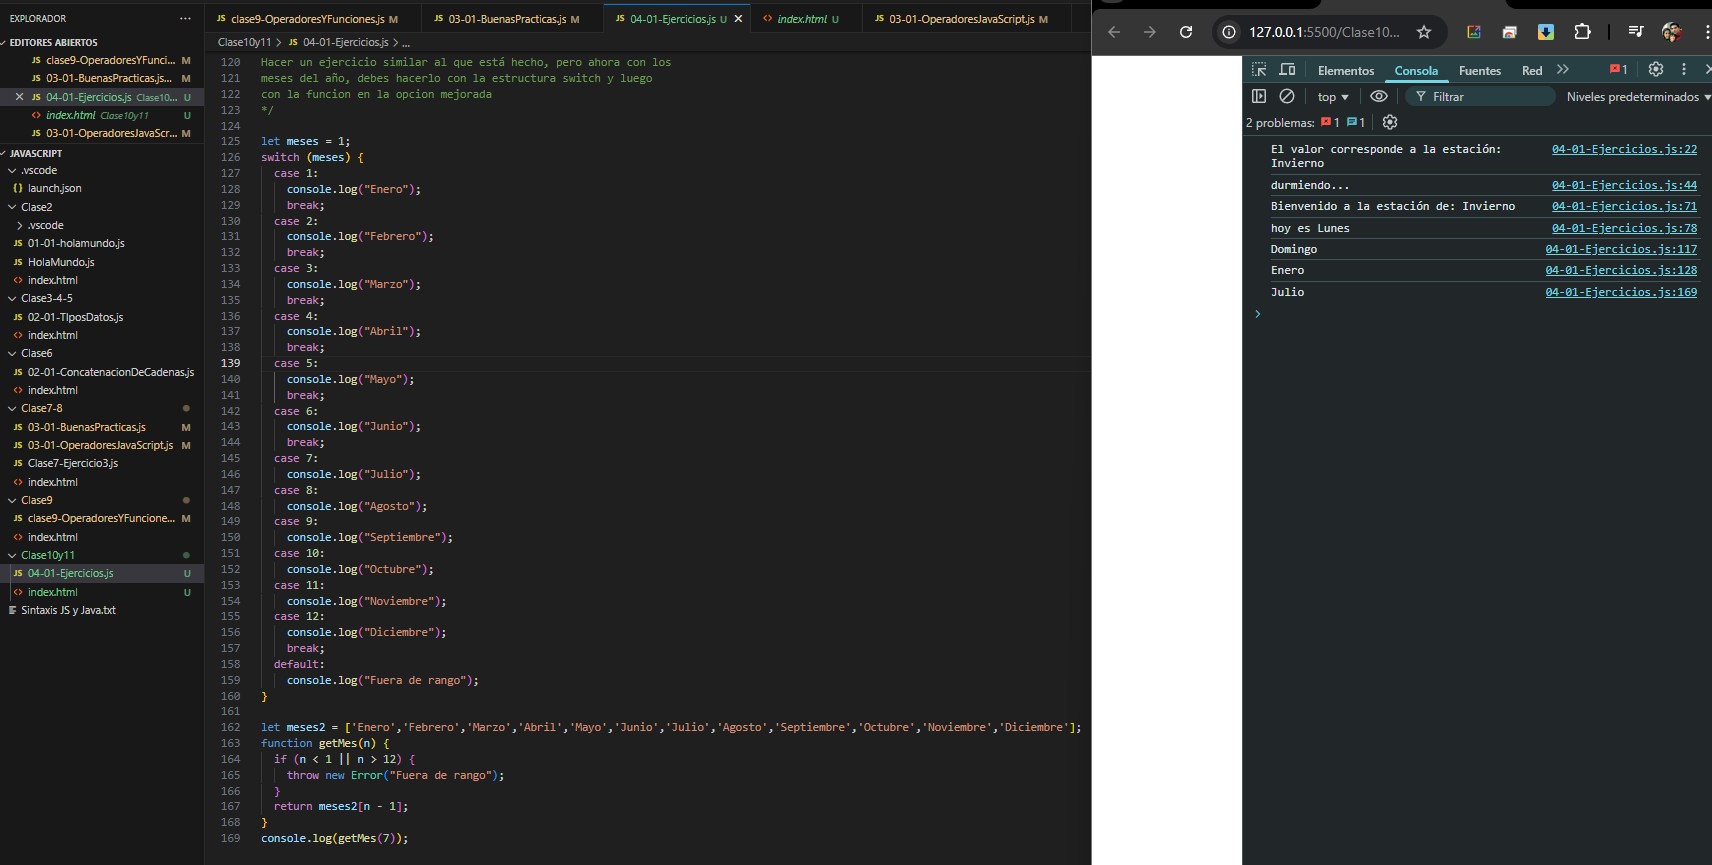 EXPLORADOR
EDITORES ABIERTOS
clase9-OperadoresYFunci... M
03-01-BuenasPracticas.js... M
04-01-Ejercicios.js Clase10... U
index.html Clase10y11 U
03-01-OperadoresJavaScr... M
JAVASCRIPT
.vscode
launch.json
Clase2
.vscode
01-01-holamundo.js
HolaMundo.js
index.html
Clase3-4-5
02-TIposDatos.js
index.html
Clase6
02-01-ConcatenacionDeCadenas.js
index.html
Clase7-8
03-01-BuenasPracticas.js M
03-01-OperadoresJavaScript.js M
Clase7-Ejercicio3.js
index.html
Clase9
clase9-OperadoresYFuncione... M
index.html
Clase10y11
04-01-Ejercicios.js U
index.html U
Sintaxis JS y Java.txt
clase9-OperadoresYFunciones.js M
03-01-BuenasPracticas.js M
04-01-Ejercicios.js U
index.html U
03-01-OperadoresJavaScript.js M
Clase10y11 > JS 04-01-Ejercicios.js > ...
120 Hacer un ejercicio similar al que está hecho, pero ahora con los
121 meses del año, debes hacerlo con la estructura switch y luego
122 con la funcion en la opcion mejorada
123 */
124
125 let meses = 1;
126 switch (meses) {
127 case 1:
128 console.log("Enero");
129 break;
130 case 2:
131 console.log("Febrero");
132 break;
133 case 3:
134 console.log("Marzo");
135 break;
136 case 4:
137 console.log("Abril");
138 break;
139 case 5:
140 console.log("Mayo");
141 break;
142 case 6:
143 console.log("Junio");
144 break;
145 case 7:
146 console.log("Julio");
147 case 8:
148 console.log("Agosto");
149 case 9:
150 console.log("Septiembre");
151 case 10:
152 console.log("Octubre");
153 case 11:
154 console.log("Noviembre");
155 case 12:
156 console.log("Diciembre");
157 break;
158 default:
159 console.log("Fuera de rango");
160 }
161
162 let meses2 = ['Enero','Febrero','Marzo','Abril','Mayo','Junio','Julio','Agosto','Septiembre','Octubre','Noviembre','Diciembre'];
163 function getMes(n) {
164 if (n < 1 || n > 12) {
165 throw new Error("Fuera de rango");
166 }
167 return meses2[n - 1];
168 }
169 console.log(getMes(7));
127.0.0.1:5500/Clase10...
Elementos Consola Fuentes Red 1
top Filtrar Niveles predeterminados
2 problemas: 1 1
El valor corresponde a la estación: 04-01-Ejercicios.js:22
Invierno
durmiendo... 04-01-Ejercicios.js:44
Bienvenido a la estación de: Invierno 04-01-Ejercicios.js:71
hoy es Lunes 04-01-Ejercicios.js:78
Domingo 04-01-Ejercicios.js:117
Enero 04-01-Ejercicios.js:128
Julio 04-01-Ejercicios.js:169